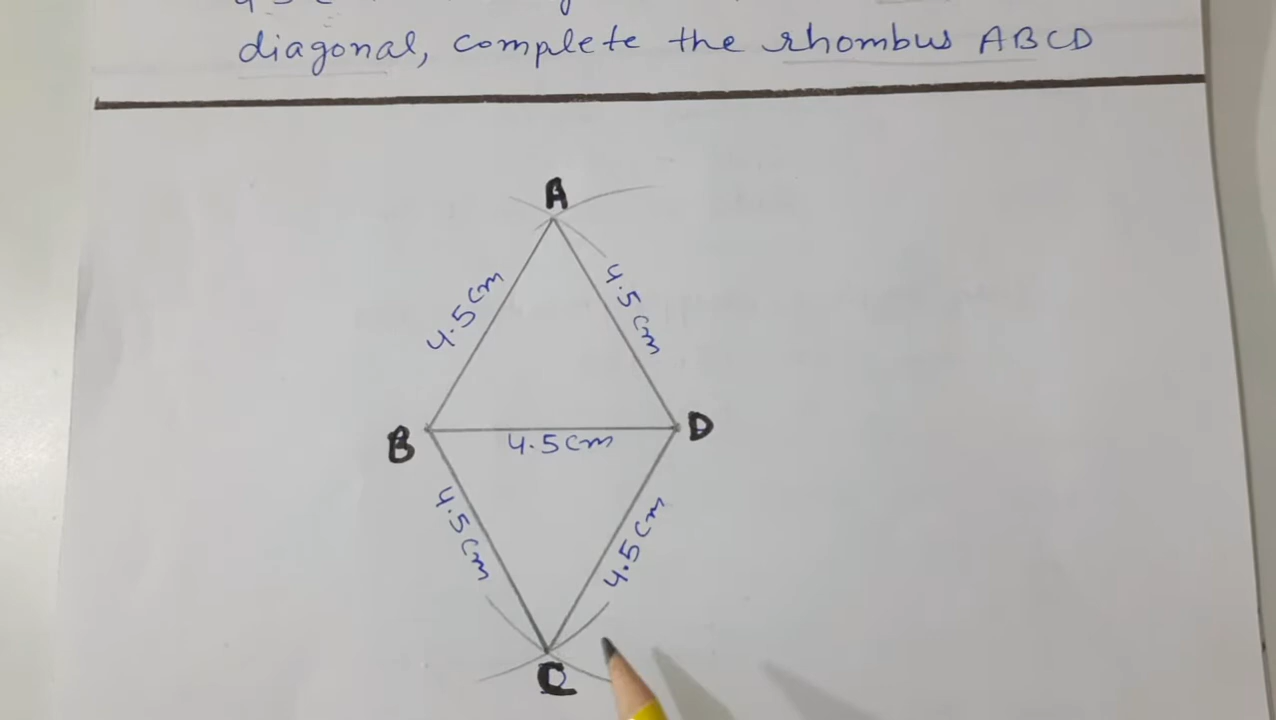 diagonal, complete the rhombus ABCD
A
4.5cm 4.5cm
B 4.5cm D
4.5cm 4.5cm
C